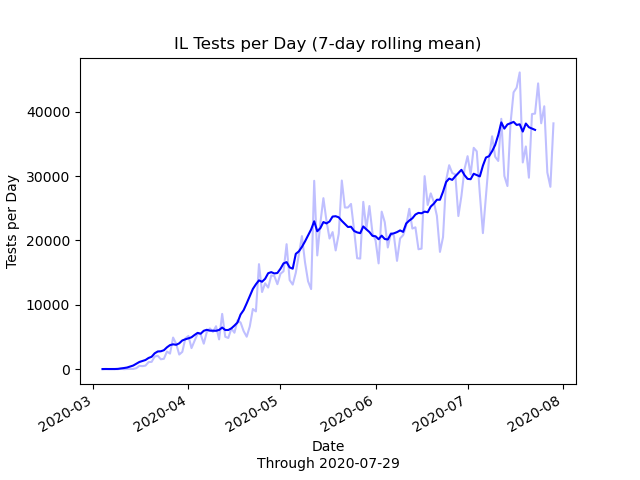 IL Tests per Day (7-day rolling mean)
Tests per Day
40000
30000
20000
10000
0
2020-03
2020-04
2020-05
2020-06
2020-07
2020-08
Date
Through 2020-07-29